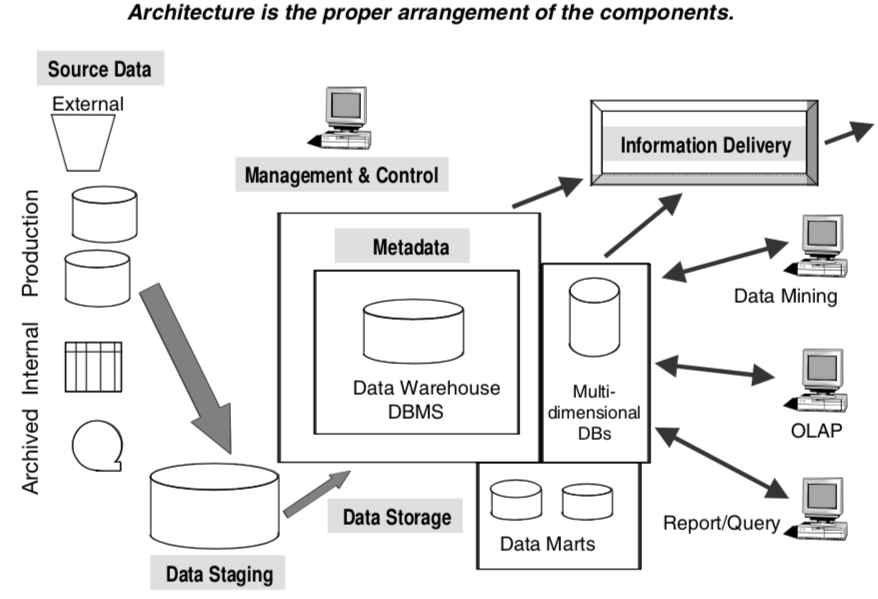 Architecture is the proper arrangement of the components.
Source Data
External
Production
Internal
Archived
Management & Control
Information Delivery
Metadata
Data Warehouse
DBMS
Multi-
dimensional
DBs
Data Mining
OLAP
Report/Query
Data Marts
Data Storage
Data Staging